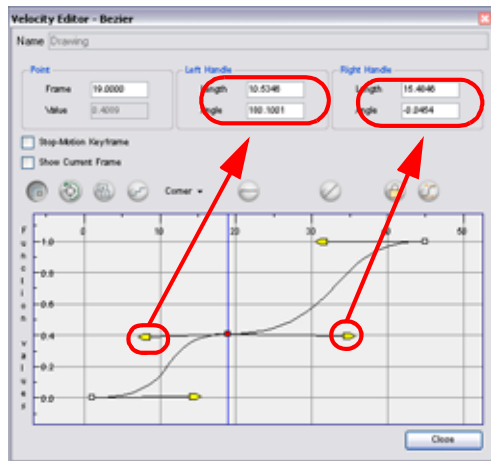 Velocity Editor - Bezier
Name Drawing
Point
Left Handle
Right Handle
Frame 19.0000
Length 10.5346
Length 15.4846
Value 0.4009
Angle 180.1001
Angle -0.0454
Stop-Motion Keyframe
Show Current Frame
Corner
Function values
0 10 20 30 40 50
1.0
0.8
0.6
0.4
0.2
0.0
Close